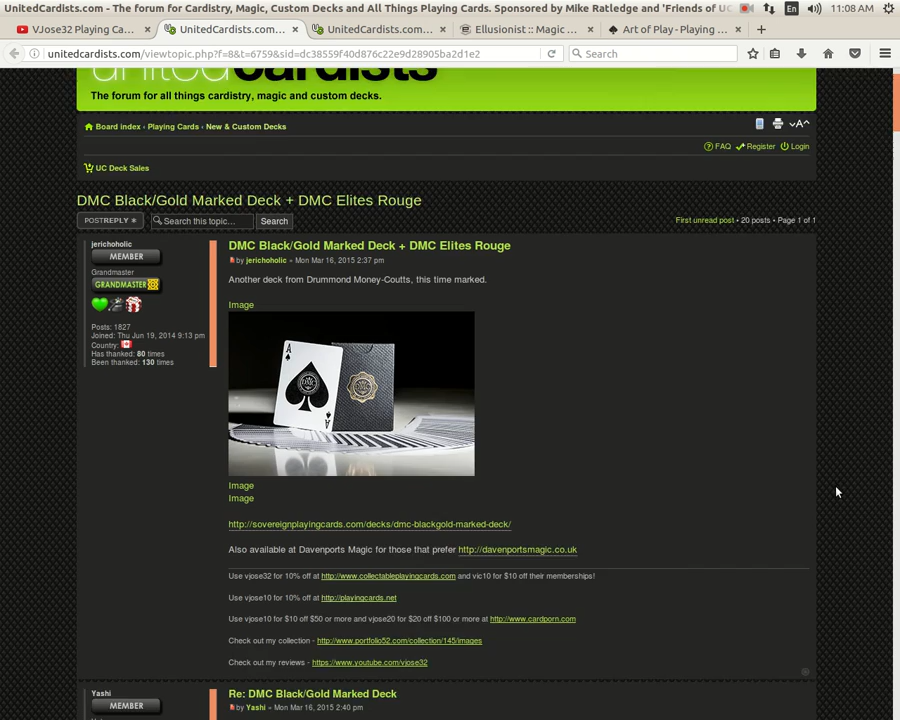 UnitedCardists.com - The forum for Cardistry, Magic, Custom Decks and All Things Playing Cards. Sponsored by Mike Ratledge and 'Friends of UC
En 11:08 AM
VJose32 Playing Ca...
UnitedCardists.com...
UnitedCardists.com...
Ellusionist :: Magic ...
Art of Play - Playing ...
unitedcardists.com/viewtopic.php?f=8&t=6759&sid=dc38559f40d876c22e9d28905ba2d1e2
Search
unitedcardists
The forum for all things cardistry, magic and custom decks.
Board index ‹ Playing Cards ‹ New & Custom Decks
A
FAQ Register Login
UC Deck Sales
DMC Black/Gold Marked Deck + DMC Elites Rouge
POSTREPLY
Search this topic...
Search
First unread post • 20 posts • Page 1 of 1
jerichoholic
MEMBER
Grandmaster
GRANDMASTER
Posts: 1827
Joined: Thu Jun 19, 2014 9:13 pm
Country:
Has thanked: 80 times
Been thanked: 130 times
DMC Black/Gold Marked Deck + DMC Elites Rouge
by jerichoholic » Mon Mar 16, 2015 2:37 pm
Another deck from Drummond Money-Coutts, this time marked.
Image
A
DMC
DMC
A
Image
Image
http://sovereignplayingcards.com/decks/dmc-blackgold-marked-deck/
Also available at Davenports Magic for those that prefer http://davenportsmagic.co.uk
Use vjose32 for 10% off at http://www.collectableplayingcards.com and vic10 for $10 off their memberships!
Use vjose10 for 10% off at http://playingcards.net
Use vjose10 for $10 off $50 or more and vjose20 for $20 off $100 or more at http://www.cardporn.com
Check out my collection - http://www.portfolio52.com/collection/145/images
Check out my reviews - https://www.youtube.com/vjose32
Yashi
MEMBER
Re: DMC Black/Gold Marked Deck
by Yashi » Mon Mar 16, 2015 2:40 pm